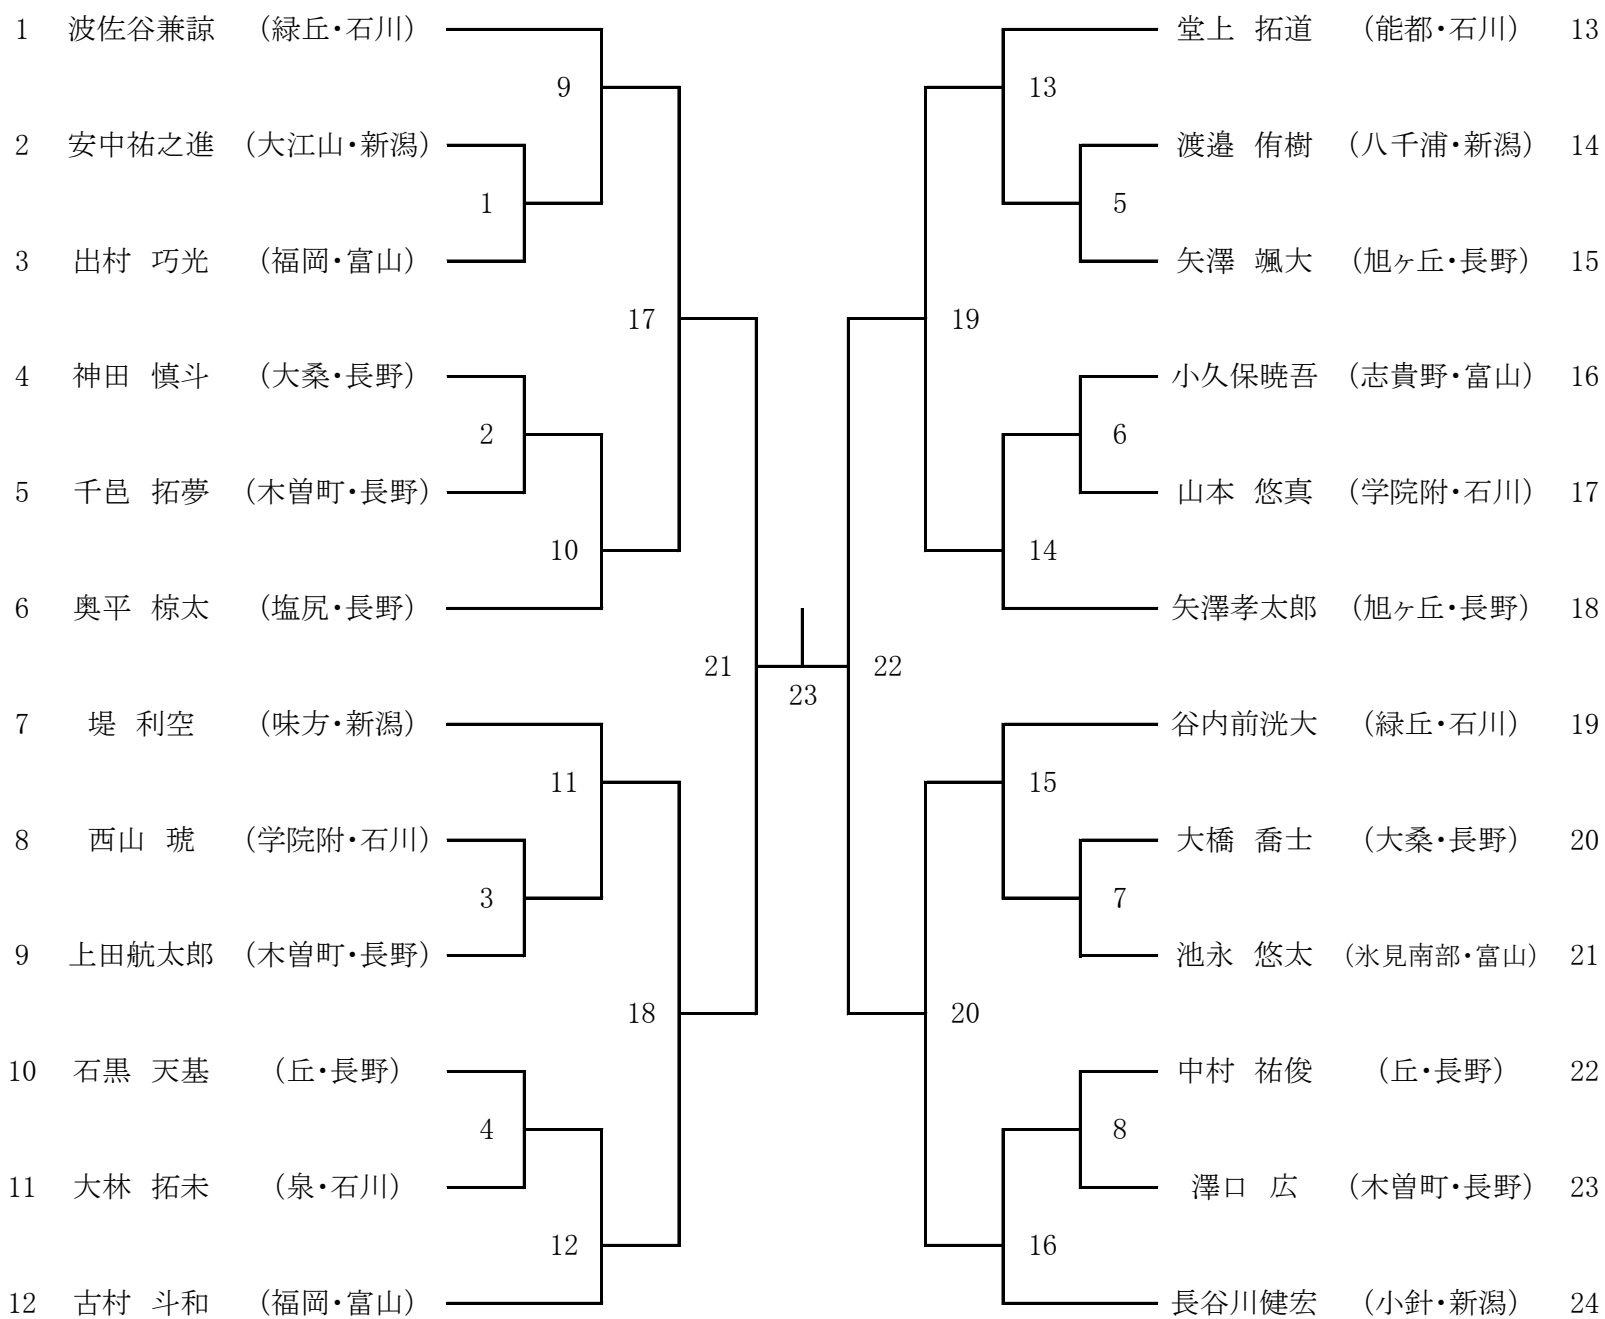 1 波佐谷兼諒 （緑丘・石川）
9
2 安中祐之進 （大江山・新潟）
1
3 出村 巧光 （福岡・富山）
17
4 神田 慎斗 （大桑・長野）
2
5 千邑 拓夢 （木曽町・長野）
10
6 奥平 椋太 （塩尻・長野）
21
7 堤 利空 （味方・新潟）
11
8 西山 琥 （学院附・石川）
3
9 上田航太郎 （木曽町・長野）
18
10 石黒 天基 （丘・長野）
4
11 大林 拓未 （泉・石川）
12
12 古村 斗和 （福岡・富山）
23
堂上 拓道 （能都・石川） 13
13
渡邉 侑樹 （八千浦・新潟） 14
5
矢澤 颯大 （旭ヶ丘・長野） 15
19
小久保暁吾 （志貴野・富山） 16
6
山本 悠真 （学院附・石川） 17
14
矢澤孝太郎 （旭ヶ丘・長野） 18
22
谷内前洸大 （緑丘・石川） 19
15
大橋 喬士 （大桑・長野） 20
7
池永 悠太 （氷見南部・富山） 21
20
中村 祐俊 （丘・長野） 22
8
澤口 広 （木曽町・長野） 23
16
長谷川健宏 （小針・新潟） 24